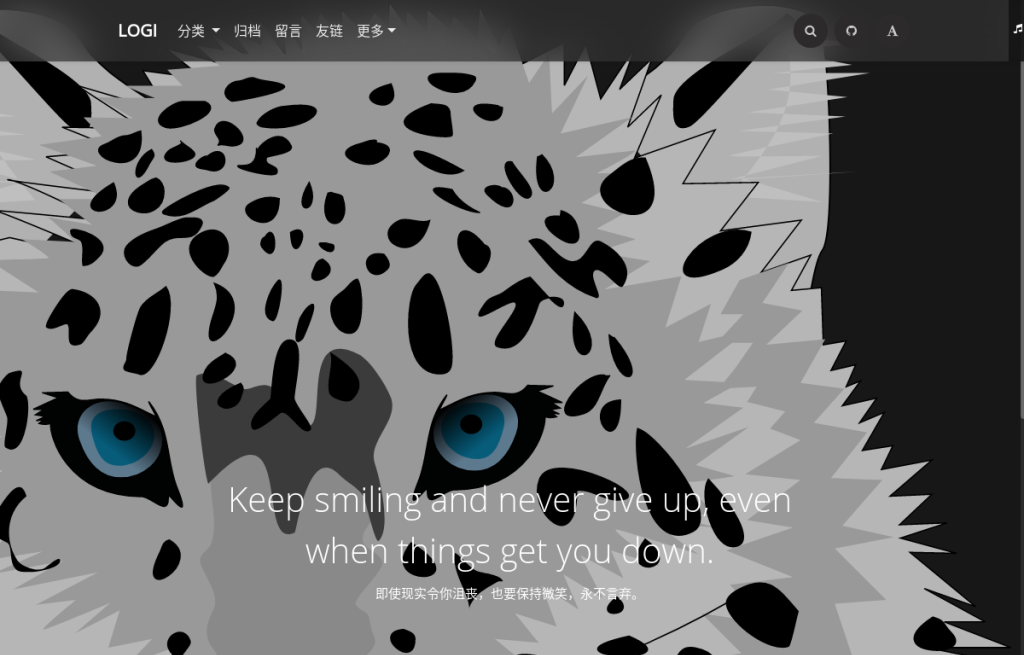 LOGI 分类 归档 留言 友链 更多 A
Keep smiling and never give up, even
when things get you down.
即使现实令你沮丧，也要保持微笑，永不言弃。